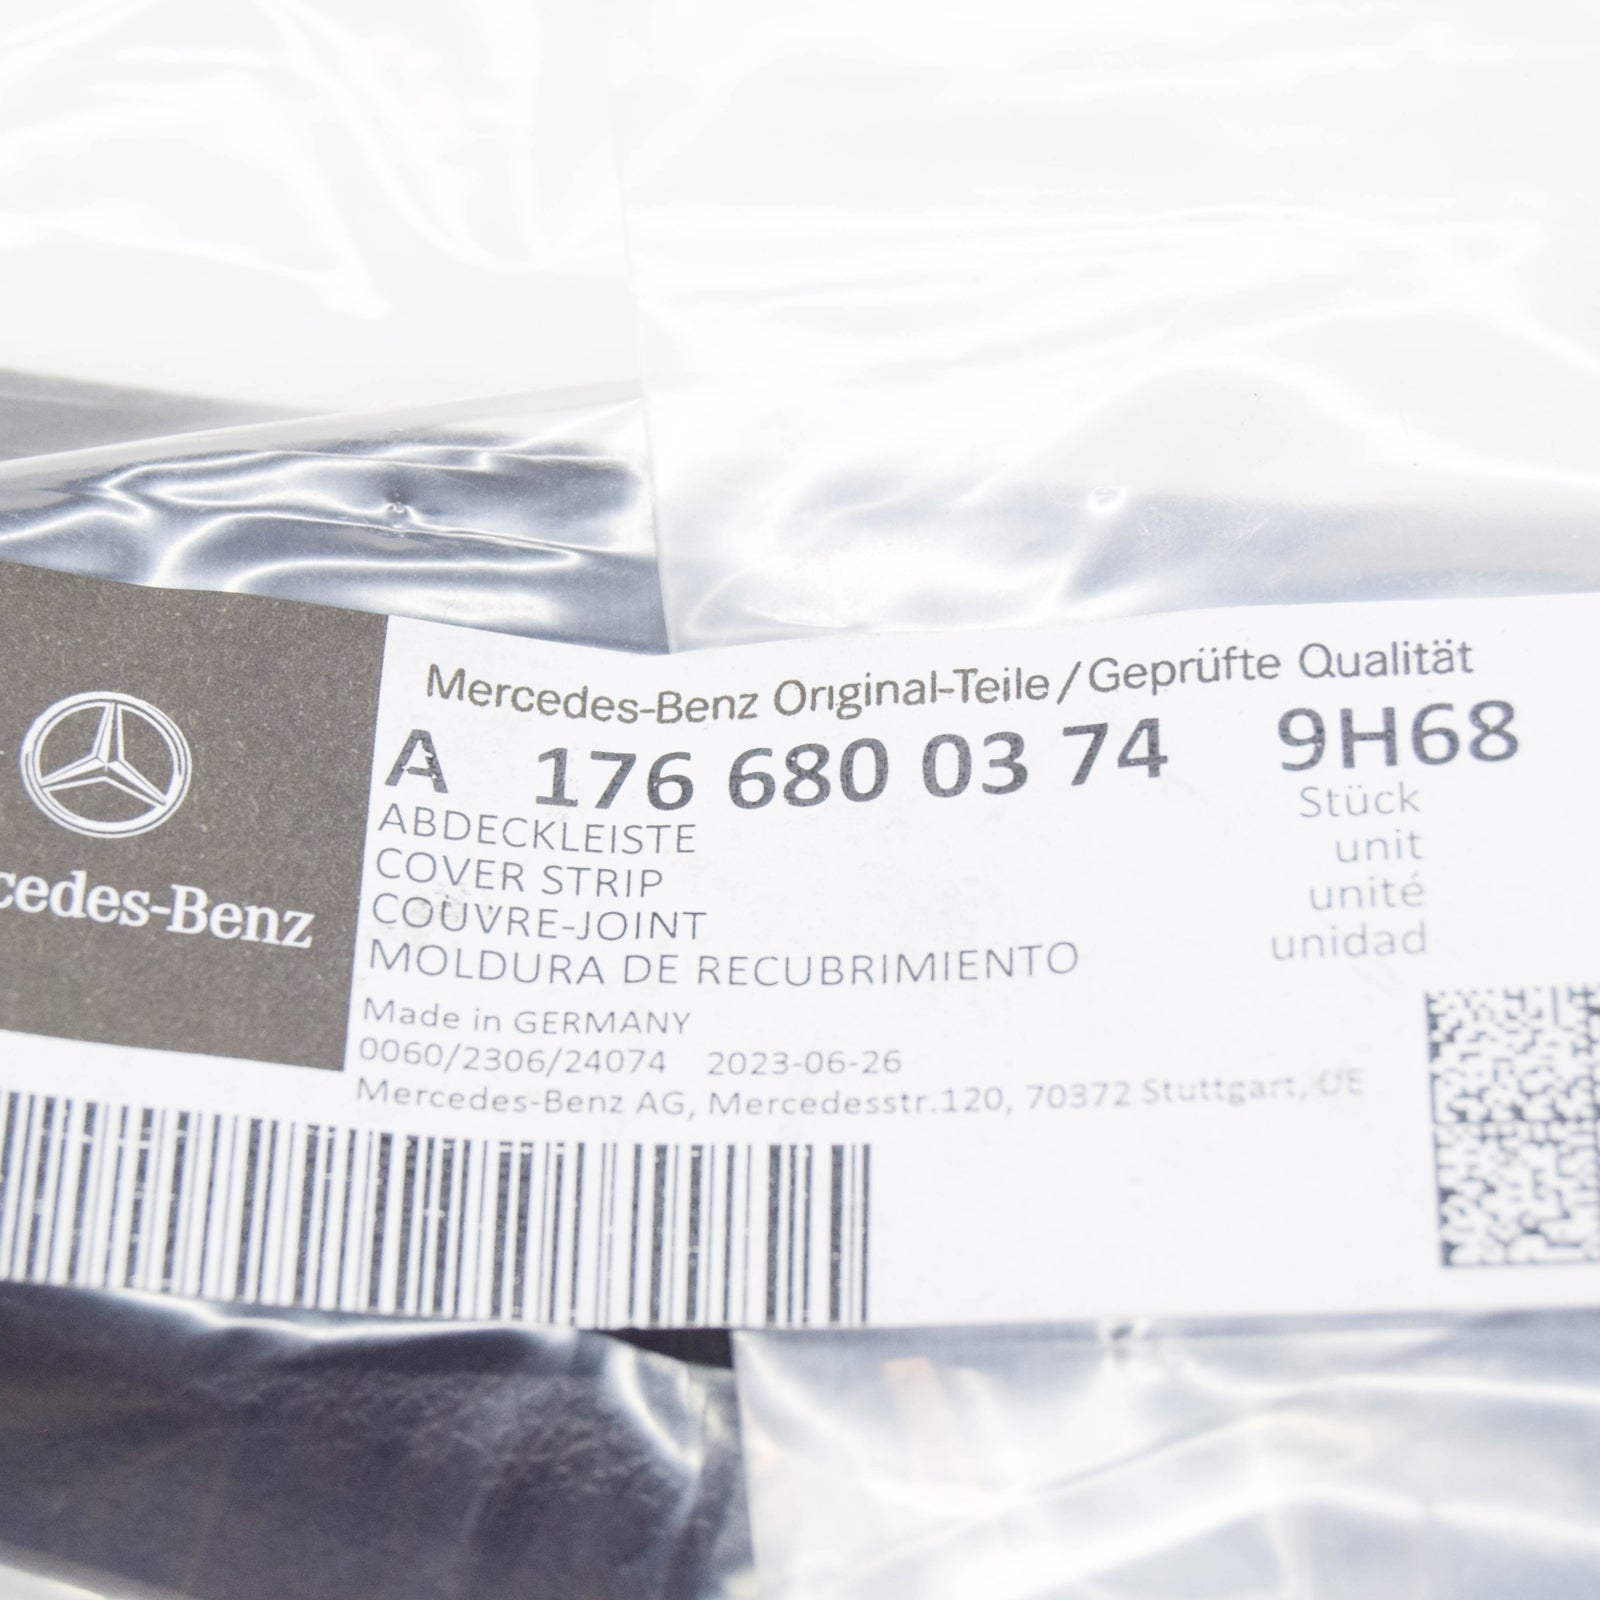 cedes-Benz
Mercedes-Benz Original-Teile/Geprüfte Qualität
A 176 680 03 74 9H68
ABDECKLEISTE
COVER STRIP
COUVRE-JOINT
MOLDURA DE RECUBRIMIENTO
Stück
unit
unité
unidad
Made in GERMANY
0060/2306/24074 2023-06-26
Mercedes-Benz AG, Mercedesstr.120, 70372 Stuttgart, DE